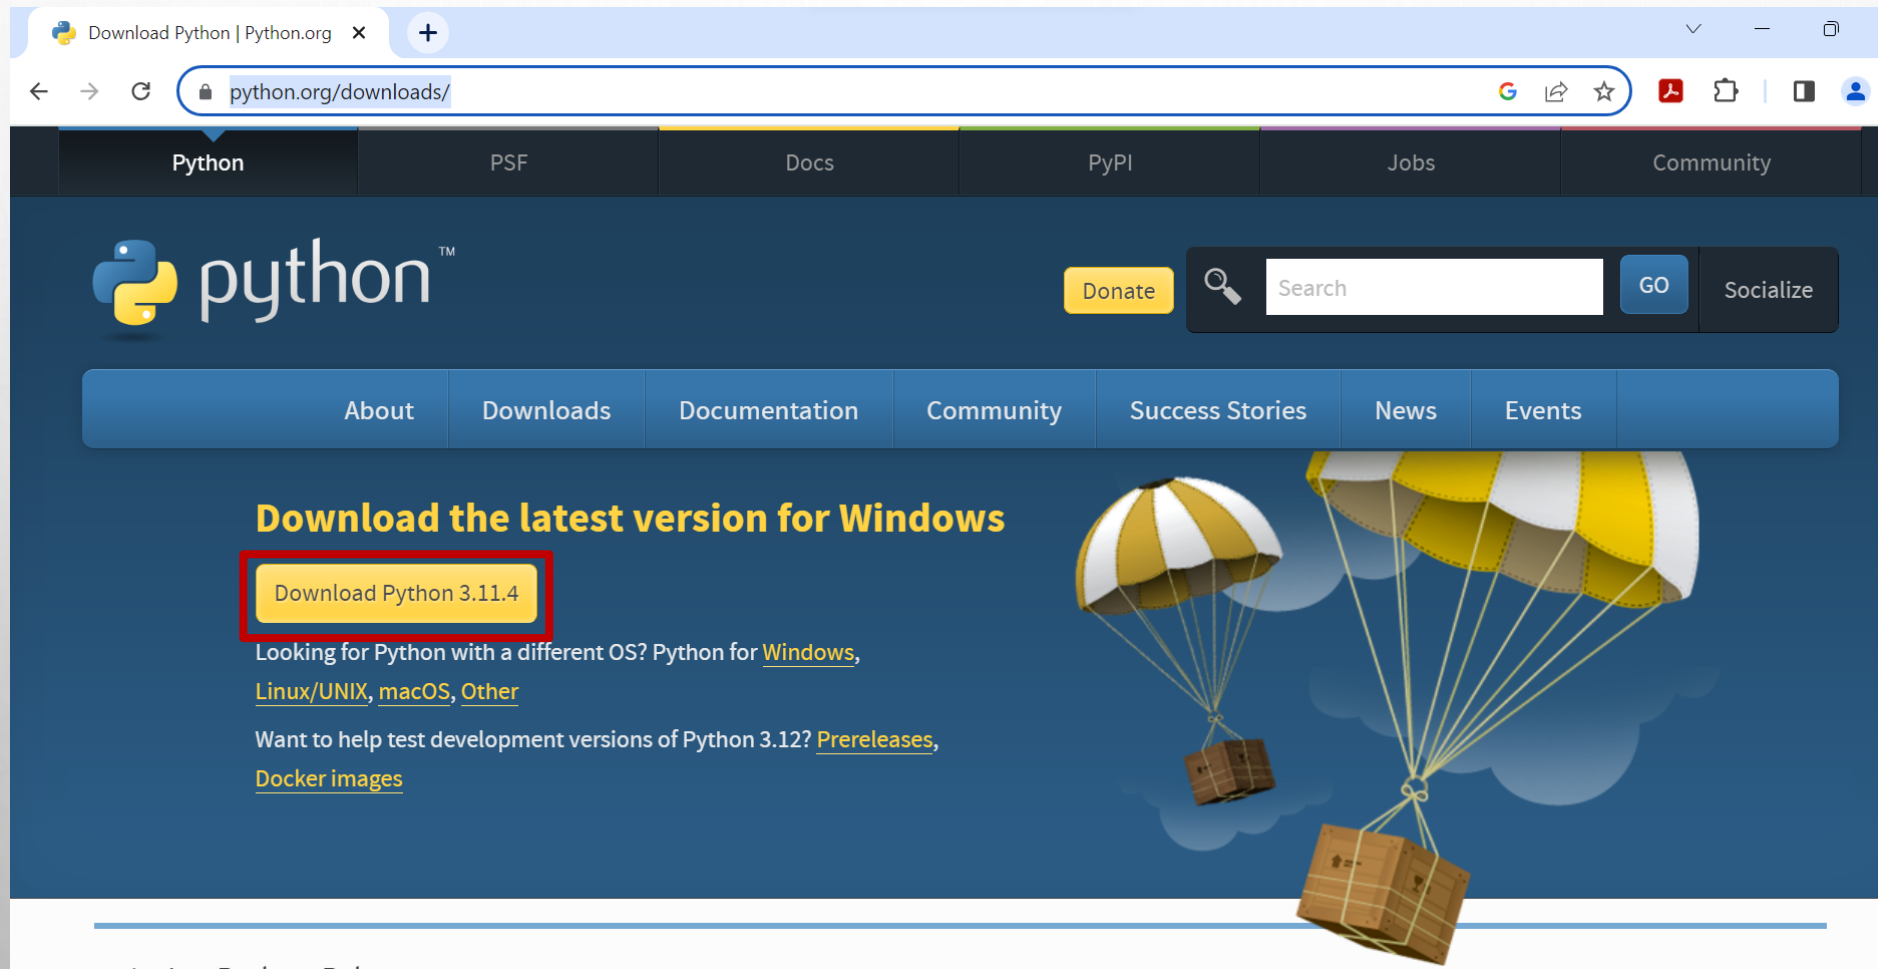 Download Python | Python.org
python.org/downloads/
Python PSF Docs PyPI Jobs Community
python™
Donate Search GO Socialize
About Downloads Documentation Community Success Stories News Events
Download the latest version for Windows
Download Python 3.11.4
Looking for Python with a different OS? Python for Windows,
Linux/UNIX, macOS, Other
Want to help test development versions of Python 3.12? Prereleases,
Docker images